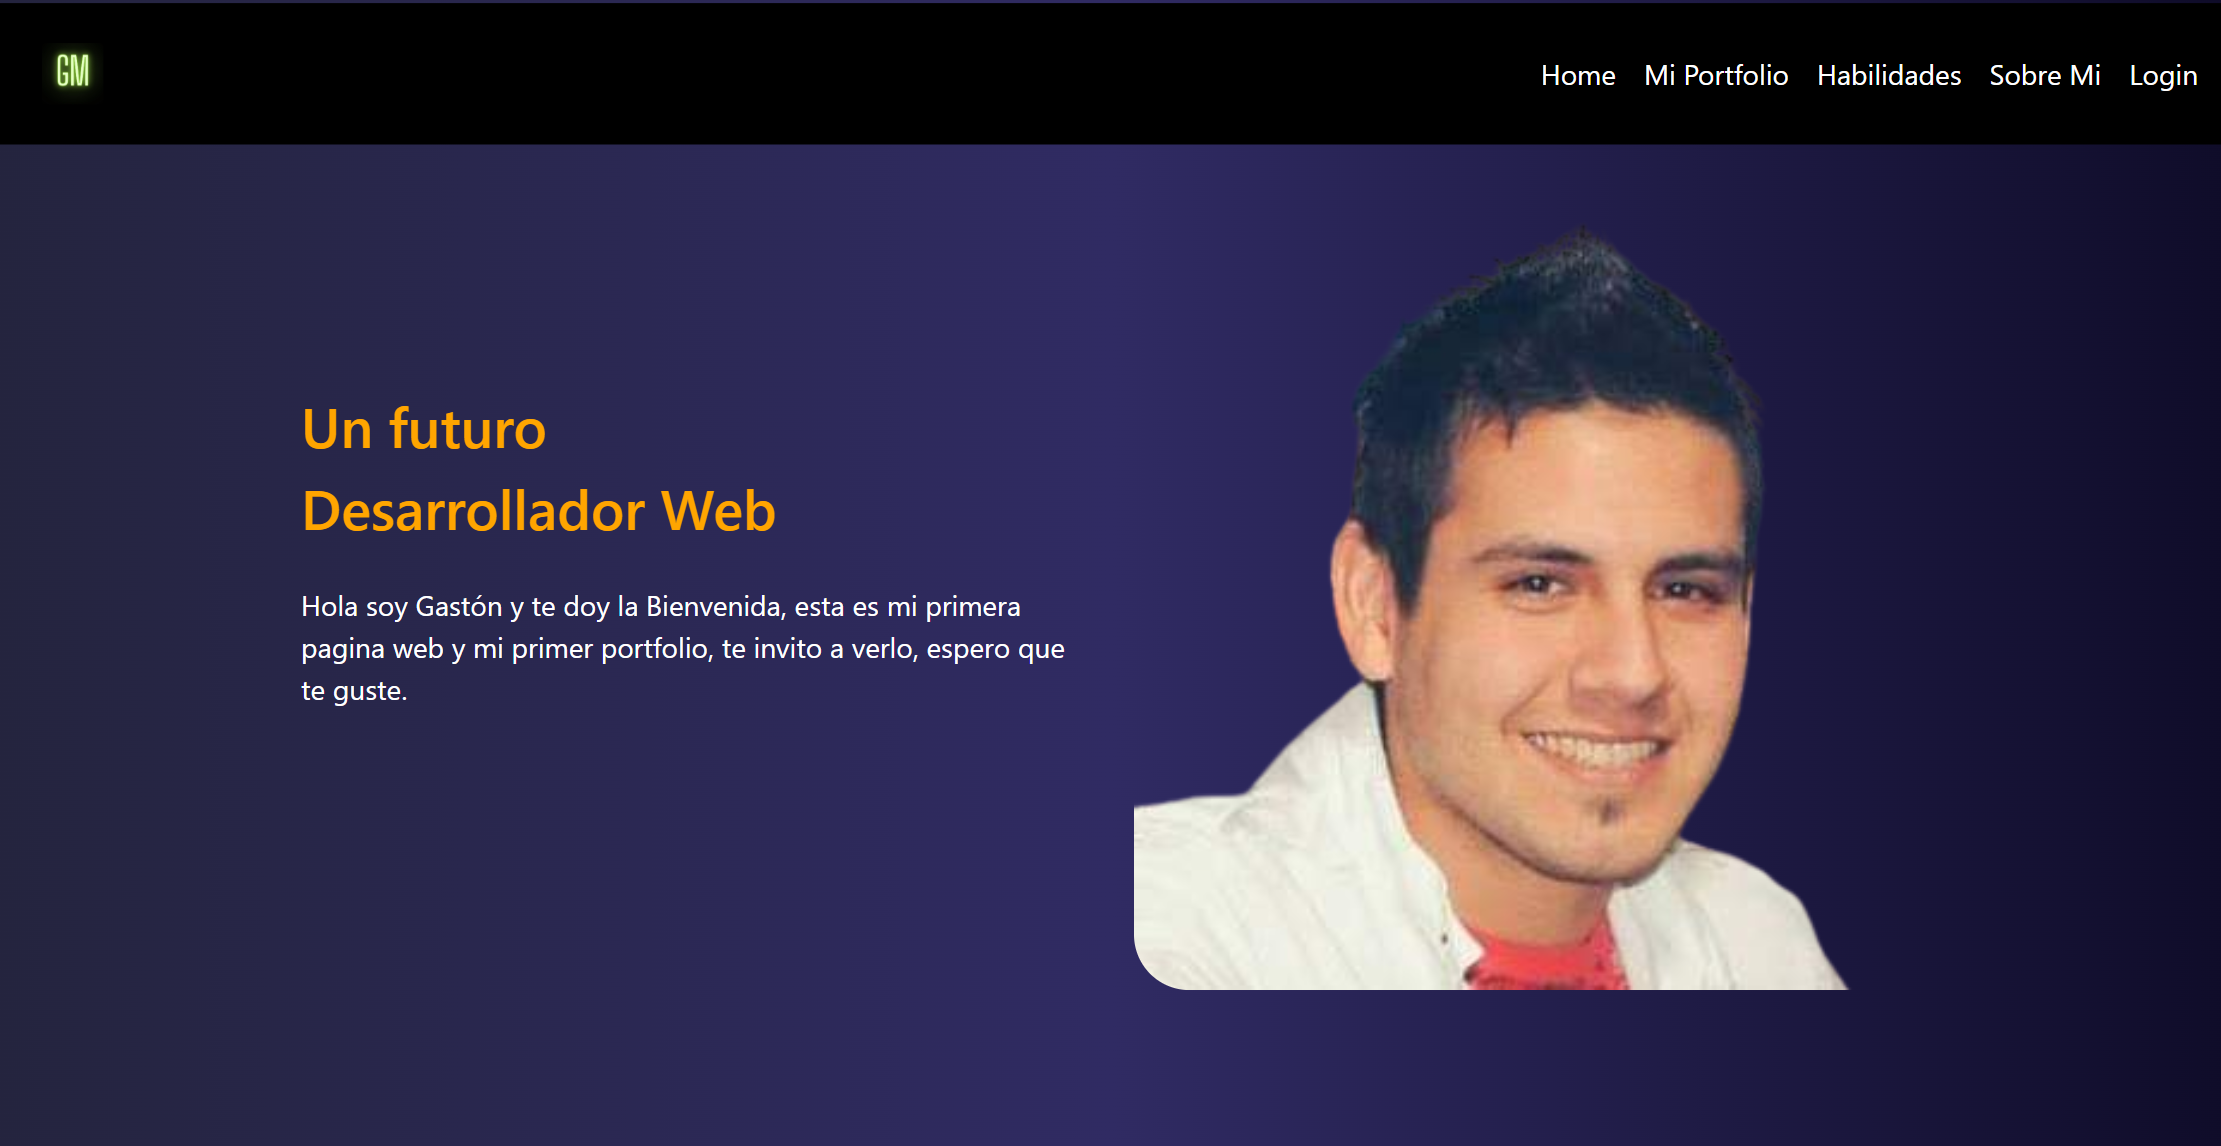 GM
Home Mi Portfolio Habilidades Sobre Mi Login
Un futuro
Desarrollador Web
Hola soy Gastón y te doy la Bienvenida, esta es mi primera
pagina web y mi primer portfolio, te invito a verlo, espero que
te guste.